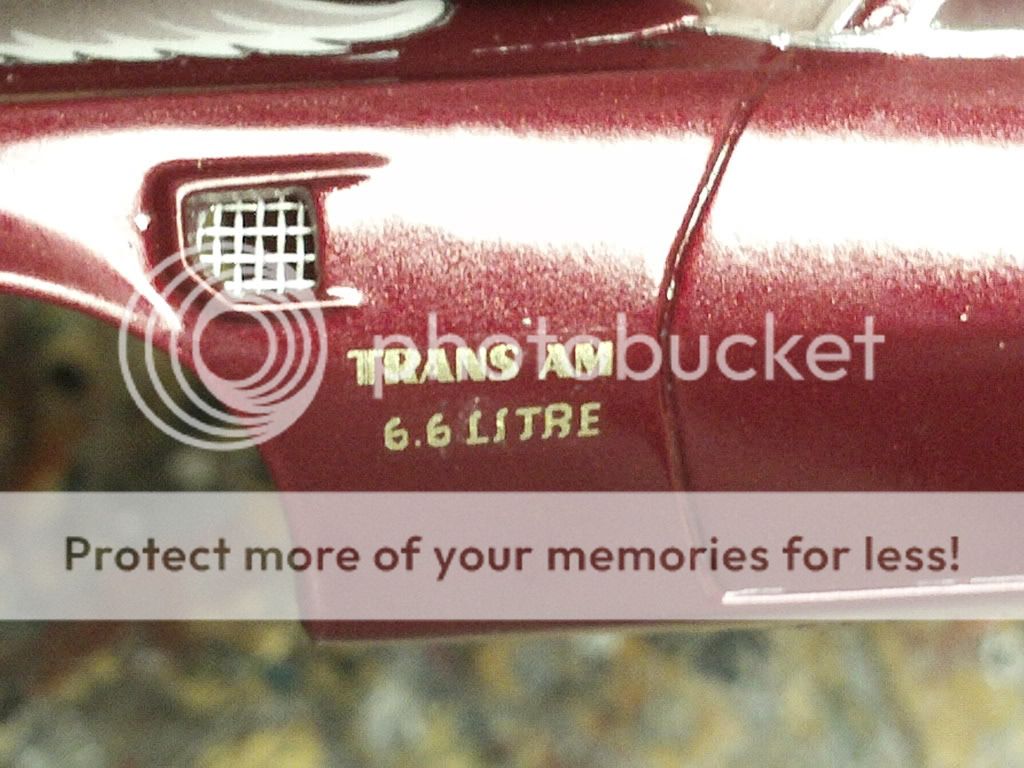 photobucket
TRANS AM
6.6 LITRE
Protect more of your memories for less!